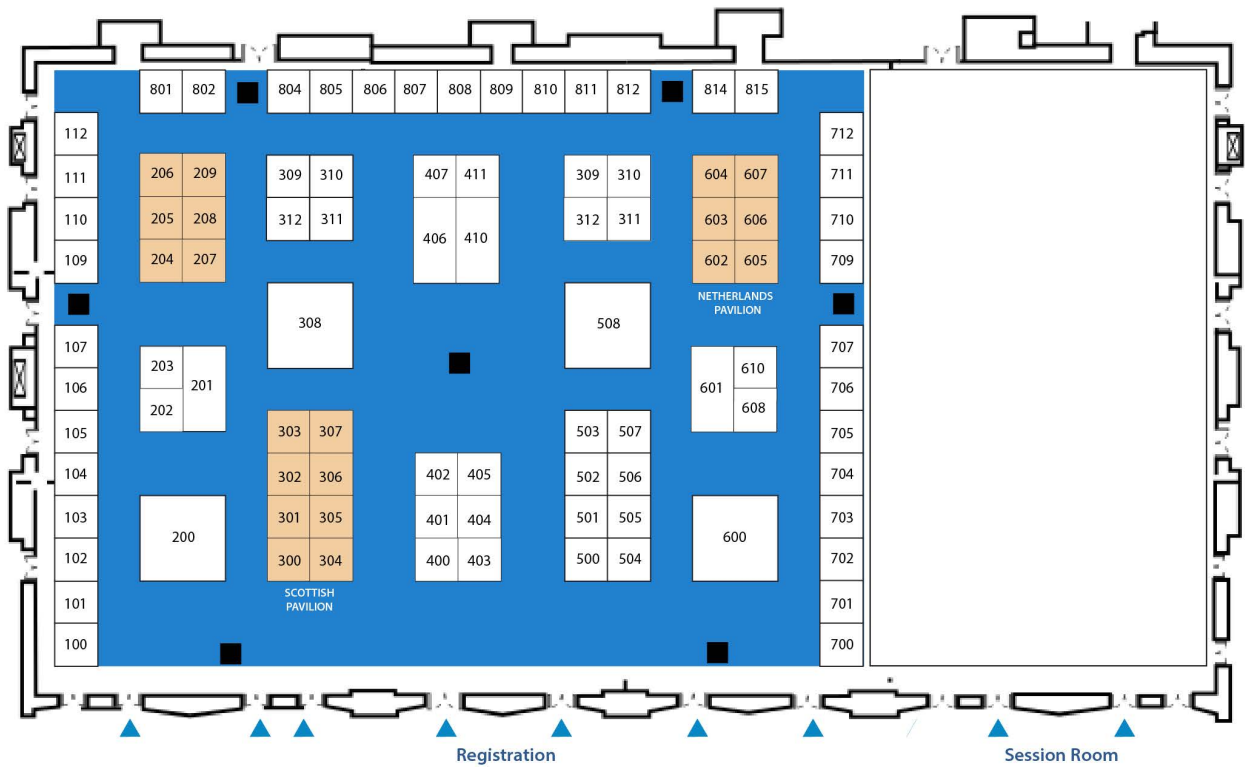 801 802 804 805 806 807 808 809 810 811 812 814 815
112 712
111 206 209 309 310 407 411 309 310 604 607 711
110 205 208 312 311 406 410 312 311 603 606 710
109 204 207 602 605 709
NETHERLANDS
PAVILION
308 508
107 203 201 601 610 707
106 202 608 706
105 303 307 503 507 705
104 302 306 402 405 502 506 704
103 200 301 305 401 404 501 505 600 703
102 300 304 400 403 500 504 702
SCOTTISH
PAVILION
101 701
100 700
Registration Session Room